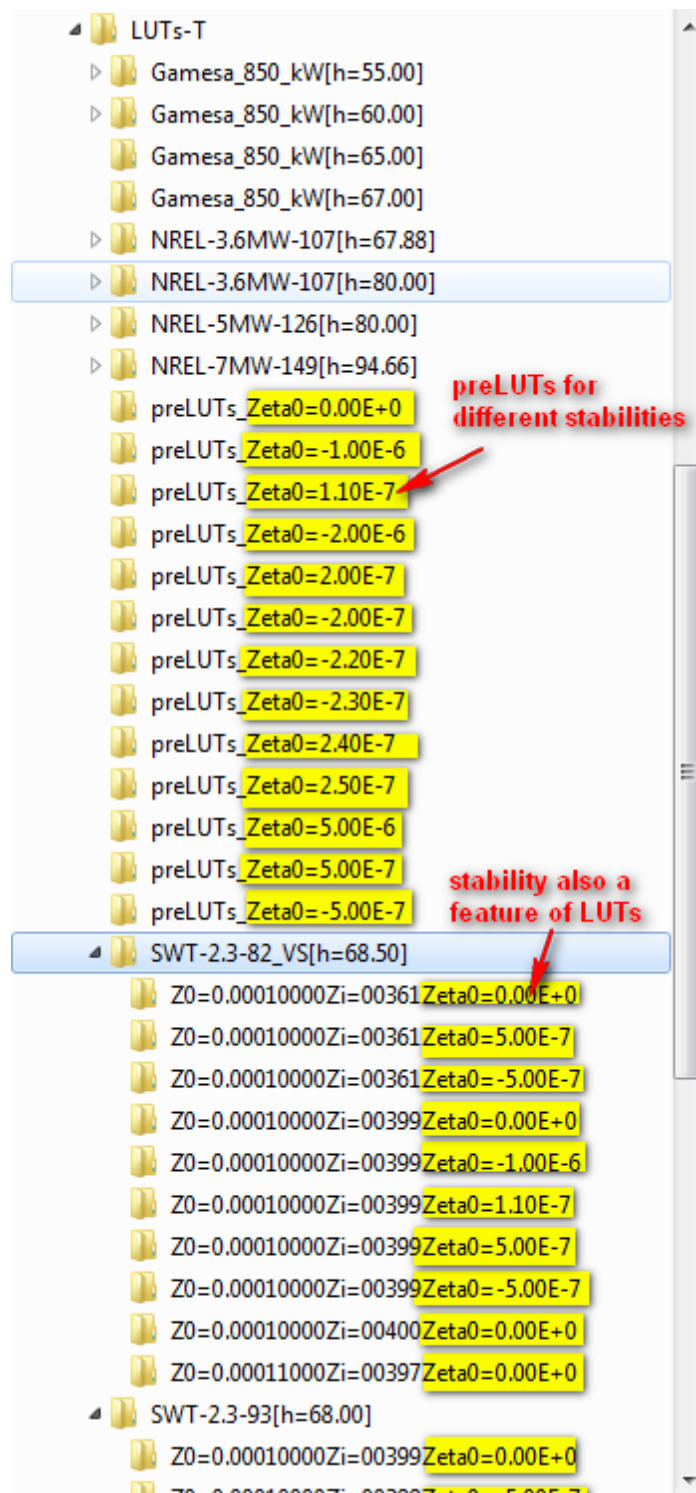 LUTs-T
Gamesa_850_kW[h=55.00]
Gamesa_850_kW[h=60.00]
Gamesa_850_kW[h=65.00]
Gamesa_850_kW[h=67.00]
NREL-3.6MW-107[h=67.88]
NREL-3.6MW-107[h=80.00]
NREL-5MW-126[h=80.00]
NREL-7MW-149[h=94.66]
preLUTs for
different stabilities
preLUTs_Zeta0=0.00E+0
preLUTs_Zeta0=-1.00E-6
preLUTs_Zeta0=1.10E-7
preLUTs_Zeta0=-2.00E-6
preLUTs_Zeta0=2.00E-7
preLUTs_Zeta0=-2.00E-7
preLUTs_Zeta0=-2.20E-7
preLUTs_Zeta0=-2.30E-7
preLUTs_Zeta0=2.40E-7
preLUTs_Zeta0=2.50E-7
preLUTs_Zeta0=5.00E-6
preLUTs_Zeta0=5.00E-7
preLUTs_Zeta0=-5.00E-7
stability also a
feature of LUTs
SWT-2.3-82_VS[h=68.50]
Z0=0.00010000Zi=00361Zeta0=0.00E+0
Z0=0.00010000Zi=00361Zeta0=5.00E-7
Z0=0.00010000Zi=00361Zeta0=-5.00E-7
Z0=0.00010000Zi=00399Zeta0=0.00E+0
Z0=0.00010000Zi=00399Zeta0=-1.00E-6
Z0=0.00010000Zi=00399Zeta0=1.10E-7
Z0=0.00010000Zi=00399Zeta0=5.00E-7
Z0=0.00010000Zi=00399Zeta0=-5.00E-7
Z0=0.00010000Zi=00400Zeta0=0.00E+0
Z0=0.00011000Zi=00397Zeta0=0.00E+0
SWT-2.3-93[h=68.00]
Z0=0.00010000Zi=00399Zeta0=0.00E+0